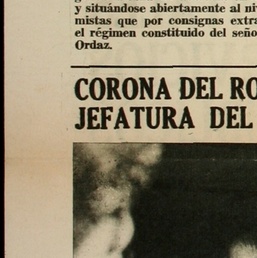 y situándose abiertamente al ni
mistas que por consignas extra
el régimen constituido del seño
Ordaz.
CORONA DEL RO
JEFATURA DEL